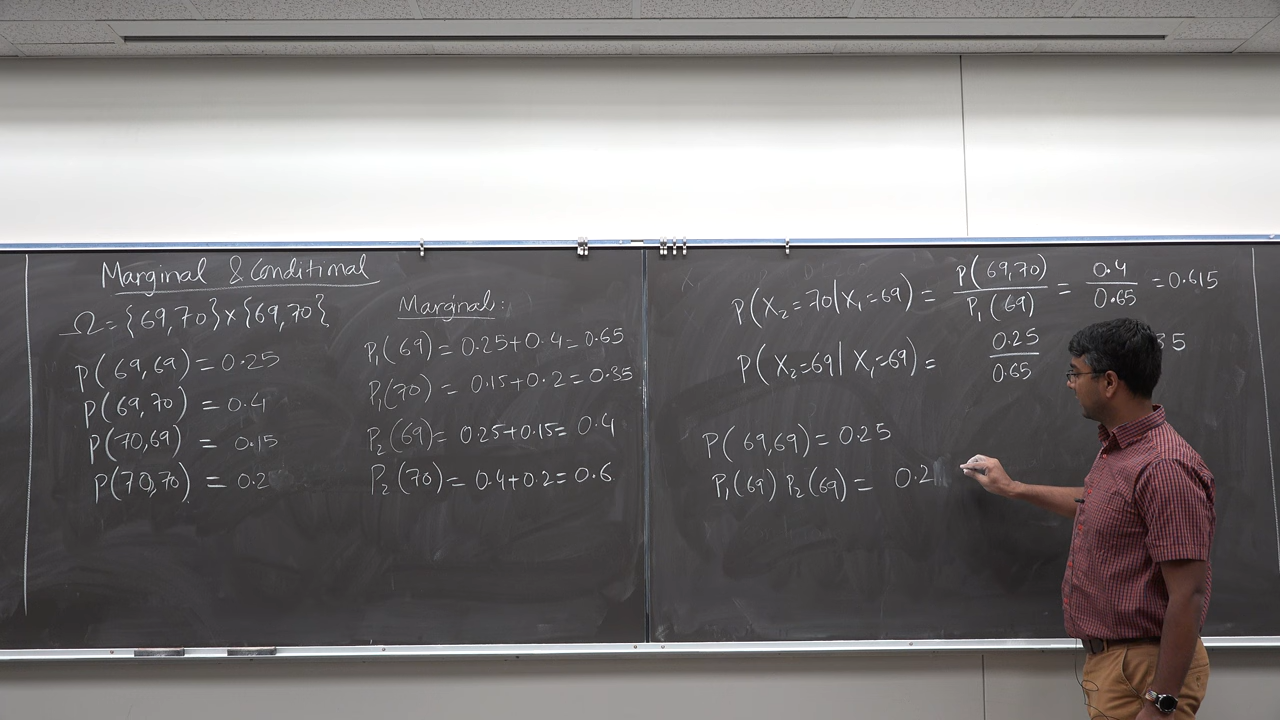 Marginal & Conditional
Ω = {69,70} × {69,70}
P(69,69) = 0.25
P(69,70) = 0.4
P(70,69) = 0.15
P(70,70) = 0.2
Marginal:
P₁(69) = 0.25+0.4 = 0.65
P₁(70) = 0.15+0.2 = 0.35
P₂(69) = 0.25+0.15 = 0.4
P₂(70) = 0.4+0.2 = 0.6
P(X₂=70|X₁=69) = P(69,70)/P₁(69) = 0.4/0.65 = 0.615
P(X₂=69|X₁=69) = 0.25/0.65 35
P(69,69) = 0.25
P₁(69) P₂(69) = 0.2